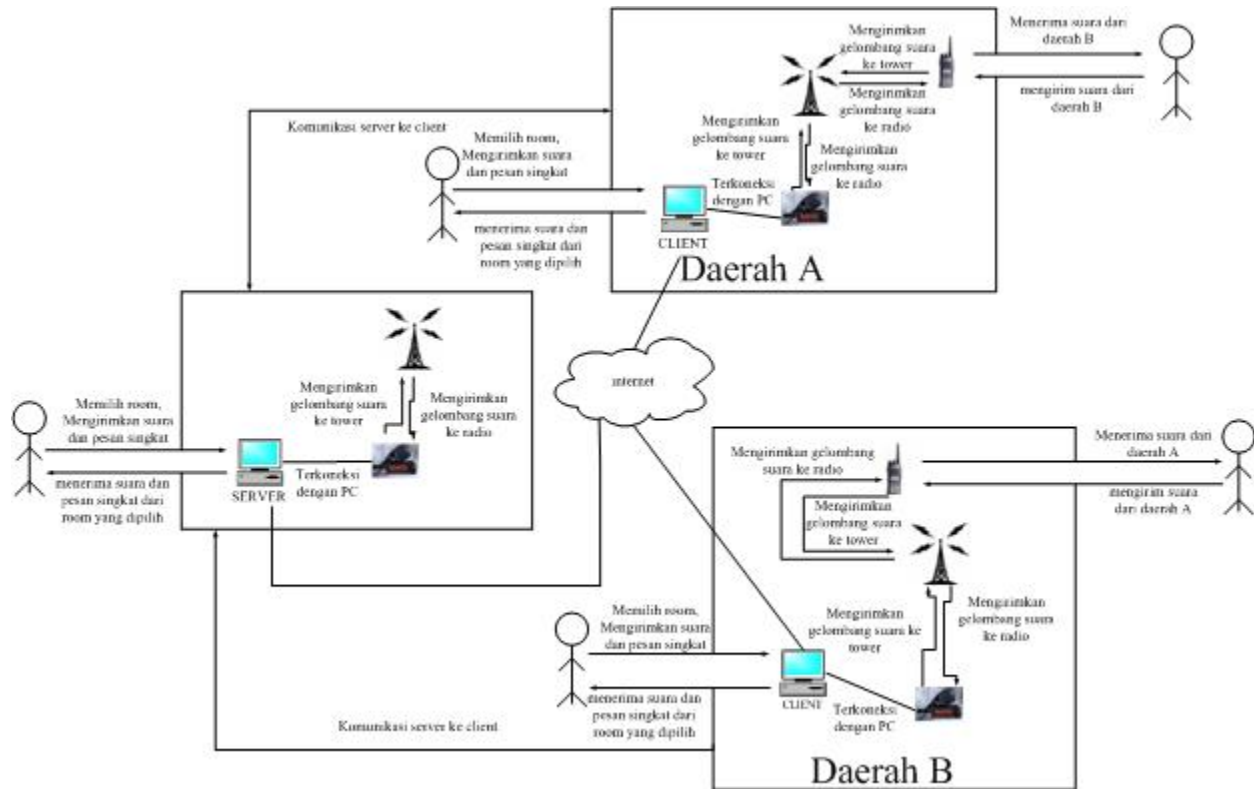 Mengirimkan
gelombang suara
ke tower
Menerima suara dari
daerah B
mengirim suara dari
daerah B
Mengirimkan
gelombang suara
ke radio
Mengirimkan
gelombang suara
ke tower
Mengirimkan
gelombang suara
ke radio
Terkoneksi
dengan PC
CLIENT
Daerah A
Komunikasi server ke client
Memilih room,
Mengirimkan suara
dan pesan singkat
menerima suara dan
pesan singkat dari
room yang dipilih
Memilih room,
Mengirimkan suara
dan pesan singkat
menerima suara dan
pesan singkat dari
room yang dipilih
Mengirimkan
gelombang suara
ke tower
Mengirimkan
gelombang suara
ke radio
Terkoneksi
dengan PC
SERVER
internet
Mengirimkan gelombang
suara ke radio
Menerima suara dari
daerah A
mengirim suara
dari daerah A
Mengirimkan
gelombang suara
ke tower
Mengirimkan
gelombang suara ke
tower
Mengirimkan
gelombang suara
ke radio
Memilih room,
Mengirimkan suara
dan pesan singkat
menerima suara dan
pesan singkat dari
room yang dipilih
CLIENT
Terkoneksi
dengan PC
Komunikasi server ke client
Daerah B